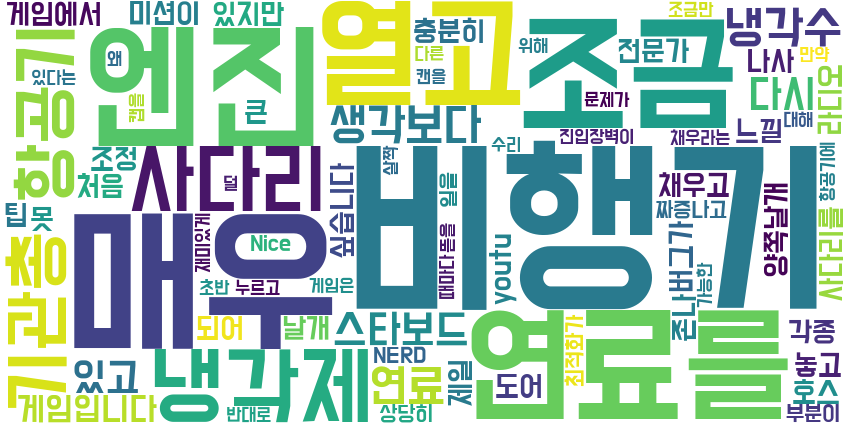 게임에서 미션이 있지만 열고 충분히 조금 조금만 냉각수
있다는 왜 엔진 다른 위해 전문가 나사 만약
항공기 캡을 큰 캔을 문제가 다시 라디오
생각보다 진입장벽이 대해 느낌
조정 사다리 수리 채우라는 항공기에
처음 덜 살짝 비행기 채우고
팁못 매우 재미있게 싶습니다 일을 짜증나고 양쪽날개
기관총 Nice 때마다뜯을 youtu 존나버그가 가능한 사다리를
초반 누르고 게임은
되어 날개 스타보드 연료를 최적화가 각종
있고 냉각제 NERD 제일 놓고
연료 도어 호스
게임입니다 반대로 상당히 부분이